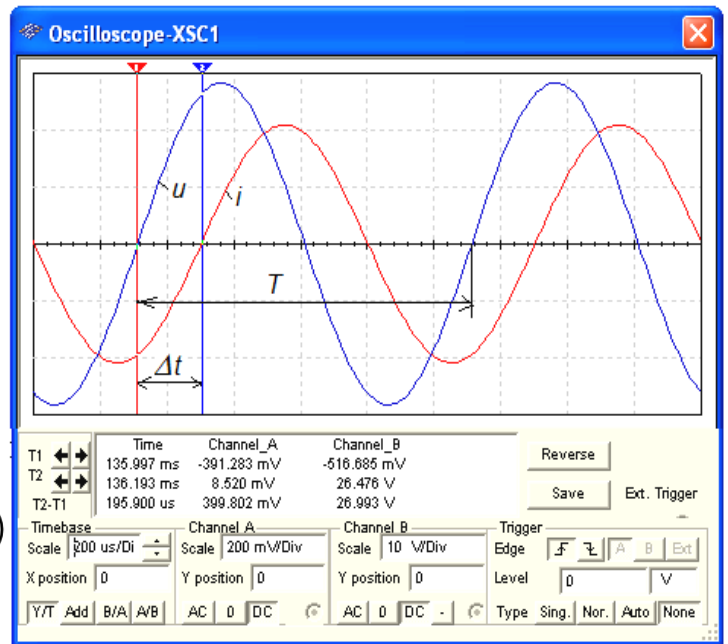 Oscilloscope-XSC1
1 2
u i
T
Δt
T1 Time Channel_A Channel_B Reverse
135.997 ms -391.283 mV -516.685 mV
T2 136.193 ms 8.520 mV 26.476 V
T2-T1 195.900 us 399.802 mV 26.993 V Save Ext. Trigger
)
Timebase Channel A Channel B Trigger
Scale 200 us/Di Scale 200 mV/Div Scale 10 V/Div Edge A B Ext
X position 0 Y position 0 Y position 0 Level 0 V
Y/T Add B/A A/B AC 0 DC AC 0 DC - Type Sing. Nor. Auto None